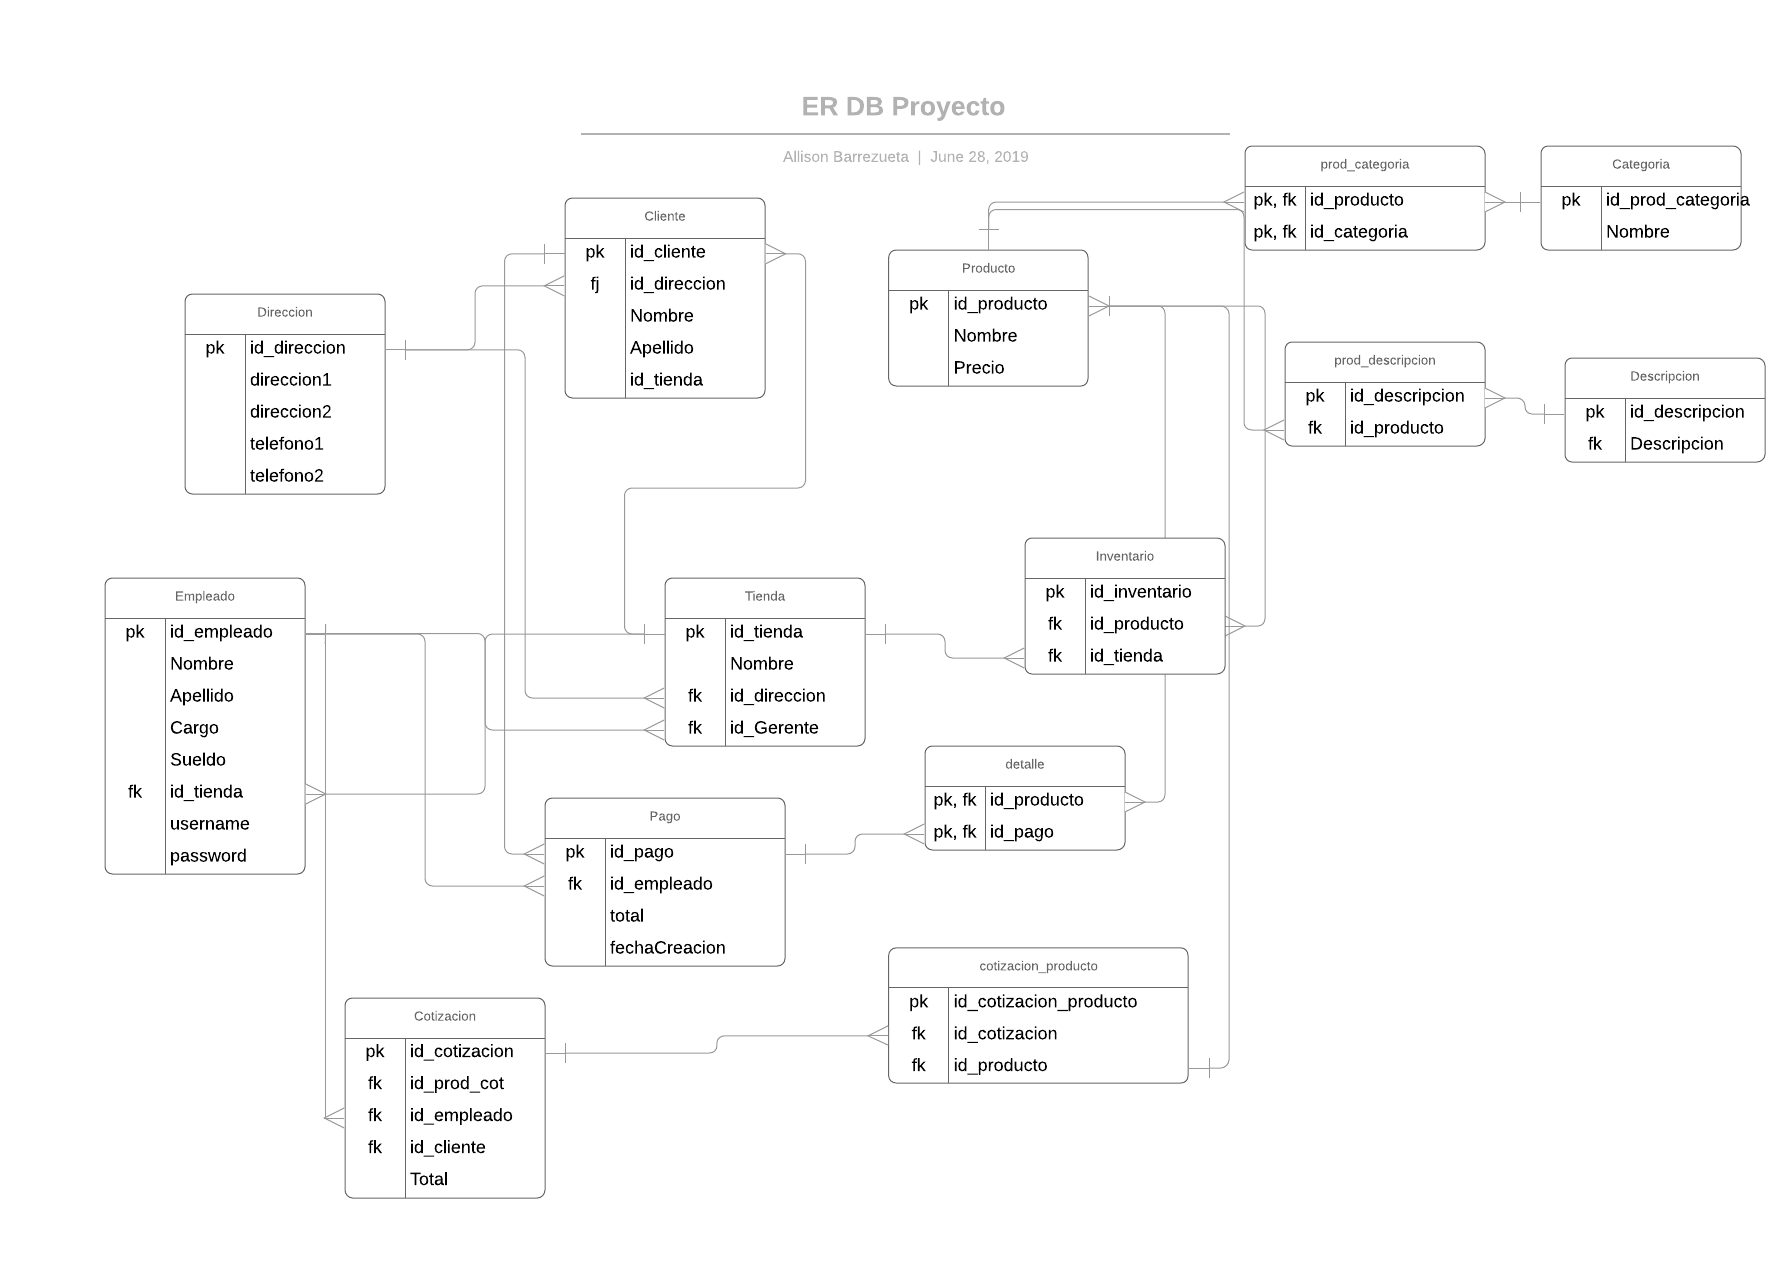 ER DB Proyecto
Allison Barrezueta | June 28, 2019
prod_categoria
pk, fk id_producto
pk, fk id_categoria
Categoria
pk id_prod_categoria
Nombre
Cliente
pk id_cliente
fj id_direccion
Nombre
Apellido
id_tienda
Producto
pk id_producto
Nombre
Precio
Direccion
pk id_direccion
direccion1
direccion2
telefono1
telefono2
prod_descripcion
pk id_descripcion
fk id_producto
Descripcion
pk id_descripcion
fk Descripcion
Inventario
pk id_inventario
fk id_producto
fk id_tienda
Empleado
pk id_empleado
Nombre
Apellido
Cargo
Sueldo
fk id_tienda
username
password
Tienda
pk id_tienda
Nombre
fk id_direccion
fk id_Gerente
detalle
pk, fk id_producto
pk, fk id_pago
Pago
pk id_pago
fk id_empleado
total
fechaCreacion
cotizacion_producto
pk id_cotizacion_producto
fk id_cotizacion
fk id_producto
Cotizacion
pk id_cotizacion
fk id_prod_cot
fk id_empleado
fk id_cliente
Total